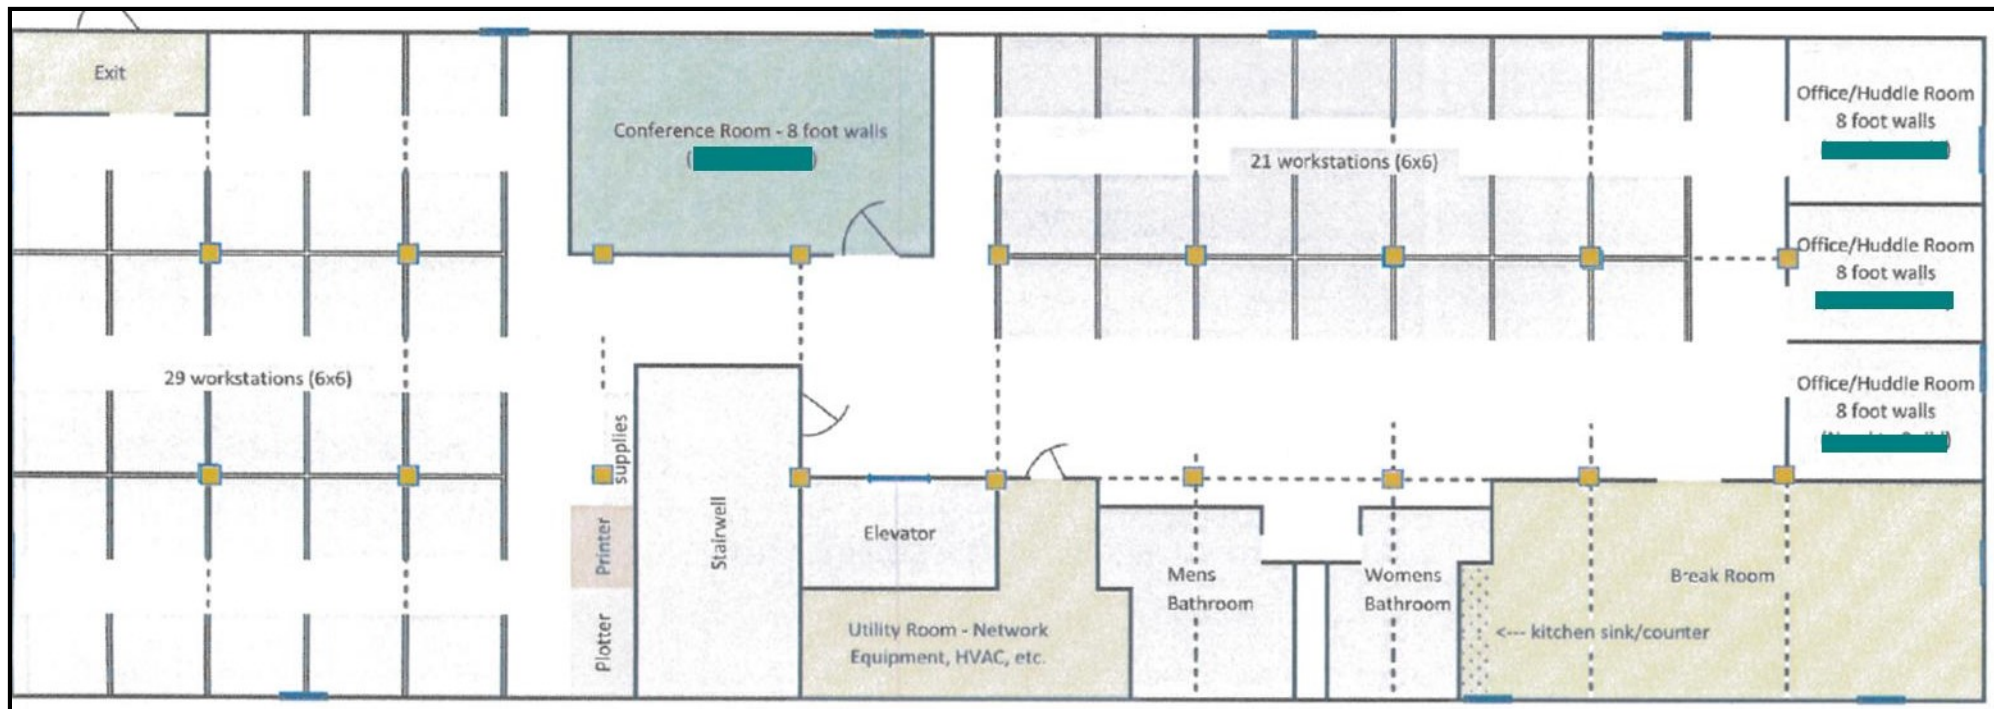 Exit
Conference Room - 8 foot walls
(
)
21 workstations (6x6)
Office/Huddle Room
8 foot walls
Office/Huddle Room
8 foot walls
Office/Huddle Room
8 foot walls
29 workstations (6x6)
supplies
Printer
Plotter
Stairwell
Elevator
Utility Room - Network
Equipment, HVAC, etc.
Mens
Bathroom
Womens
Bathroom
Break Room
<--- kitchen sink/counter